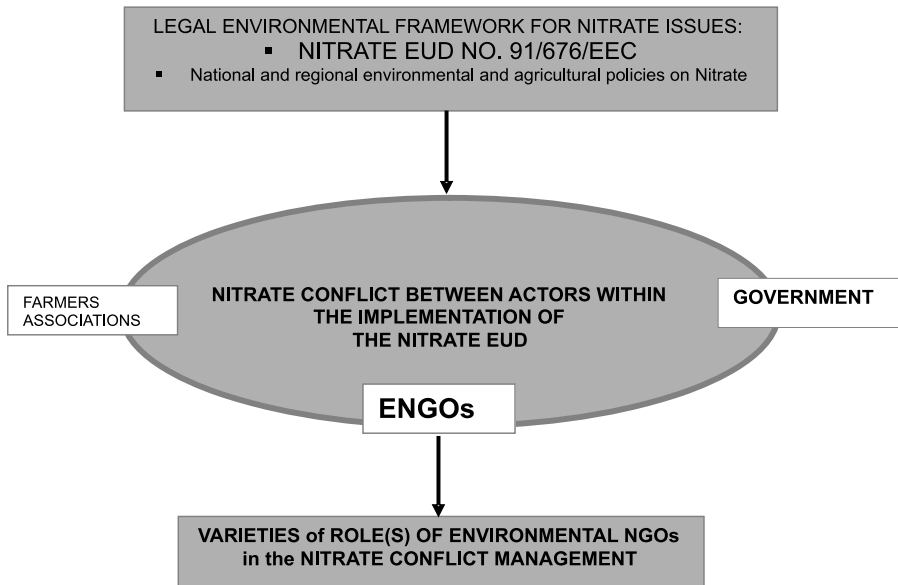 LEGAL ENVIRONMENTAL FRAMEWORK FOR NITRATE ISSUES:
▪ NITRATE EUD NO. 91/676/EEC
▪ National and regional environmental and agricultural policies on Nitrate
FARMERS
ASSOCIATIONS
NITRATE CONFLICT BETWEEN ACTORS WITHIN
THE IMPLEMENTATION OF
THE NITRATE EUD
GOVERNMENT
ENGOs
VARIETIES of ROLE(S) OF ENVIRONMENTAL NGOs
in the NITRATE CONFLICT MANAGEMENT